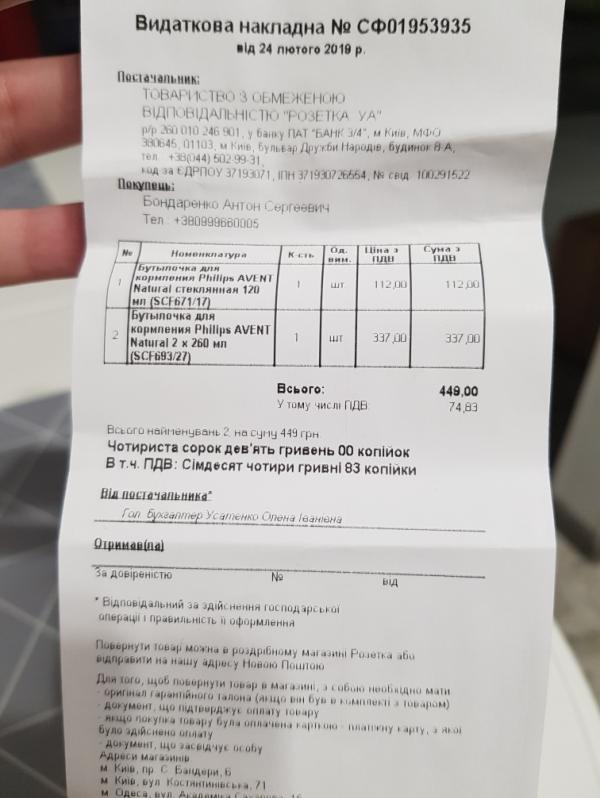 Видаткова накладна № СФ01953935
від 24 лютого 2019 р.
Постачальник:
ТОВАРИСТВО З ОБМЕЖЕНОЮ
ВІДПОВІДАЛЬНІСТЮ "РОЗЕТКА. УА"
р/р 260 010 246 901, у банку ПАТ "БАНК 3/4", м Київ, МФО
380645, 01103, м Київ, бульвар Дружби Народів, будинок 8-А,
тел.: +38(044) 502-99-31,
код за ЄДРПОУ 37193071, ІПН 371930726554, № свід. 100291522
Покупець:
Бондаренко Антон Сергеевич
Тел.: +380999660005
№ Номенклатура К-сть Од. вим. Ціна з ПДВ Сума з ПДВ
1 Бутылочка для кормления Philips AVENT Natural стеклянная 120 мл (SCF671/17) 1 шт 112,00 112,00
2 Бутылочка для кормления Philips AVENT Natural 2 x 260 мл (SCF693/27) 1 шт 337,00 337,00
Всього: 449,00
У тому числі ПДВ: 74,83
Всього найменувань 2, на суму 449 грн.
Чотириста сорок дев'ять гривень 00 копійок
В т.ч. ПДВ: Сімдесят чотири гривні 83 копійки
Від постачальника*
Гол. бухгалтер Усатенко Олена Іванівна
Отримав(ла)
За довіреністю № від
* Відповідальний за здійснення господарської
операції і правильність її оформлення
Повернути товар можна в роздрібному магазині Розетка або
відправити на нашу адресу Новою Поштою
Для того, щоб повернути товар в магазині, з собою необхідно мати
- оригінал гарантійного талона (якщо він був в комплекті з товаром)
- документ, що підтверджує оплату товару
- якщо покупка товару була оплачена карткою - платіжну карту, з якої
було здійснено оплату
- документ, що засвідчує особу
Адреси магазинів
м. Київ, пр. С. Бандери, 6
м. Київ, вул. Костянтинівська, 71
м. Одеса, вул. Академіка Сахарова, 16